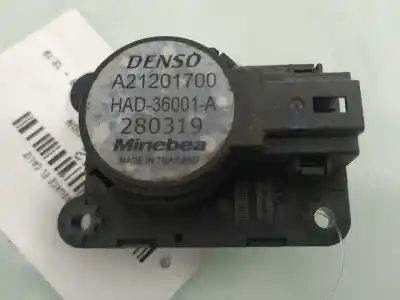 DENSO
A21201700
HAD-36001-A
280319
Minebea
MADE IN THAILAND